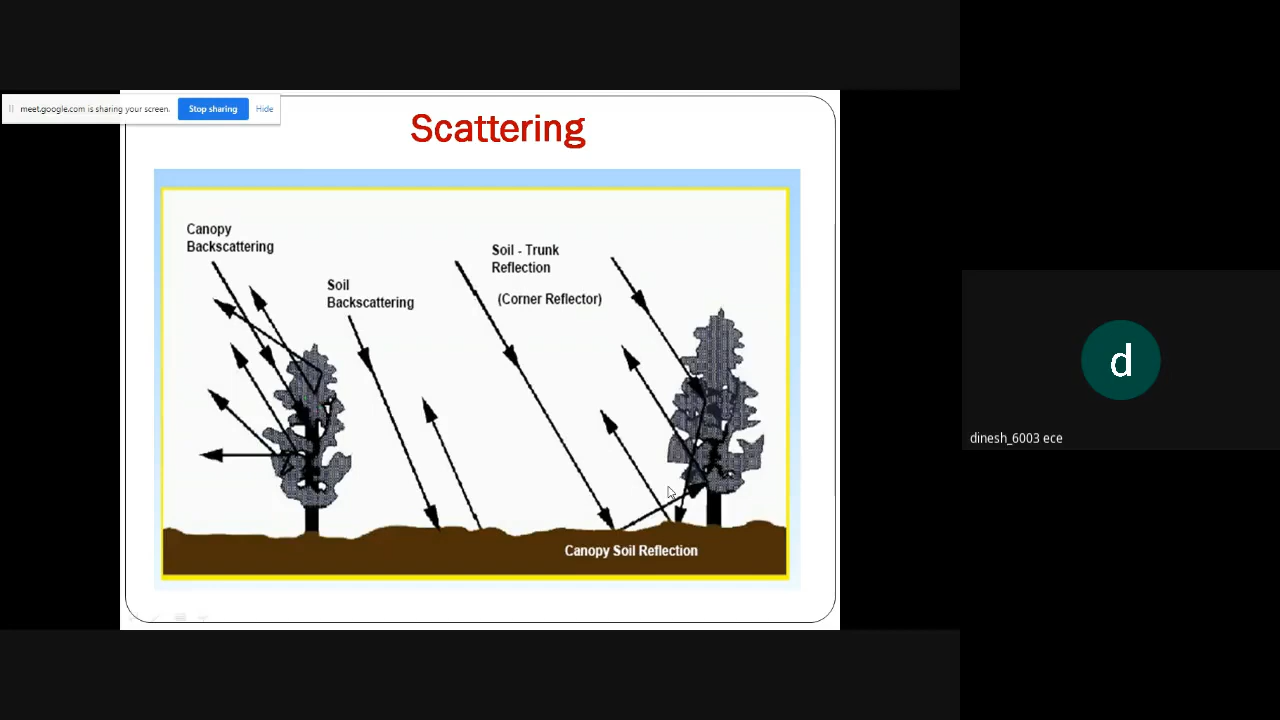 meet.google.com is sharing your screen.
Stop sharing
Hide
Scattering
Canopy
Backscattering
Soil
Backscattering
Soil - Trunk
Reflection
(Corner Reflector)
Canopy Soil Reflection
d
dinesh_6003 ece